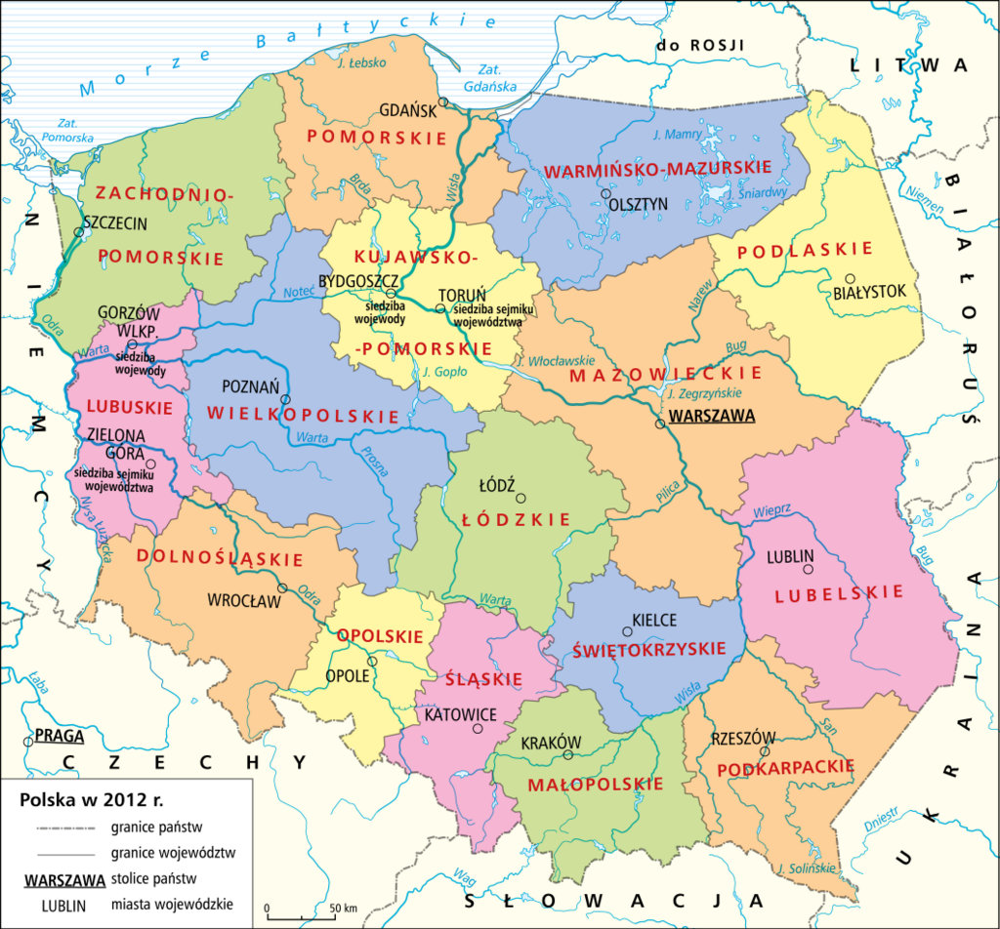 Morze Bałtyckie
do ROSJI
LITWA
J. Łebsko
Zat.
Gdańska
GDAŃSK
POMORSKIE
Zat.
Pomorska
J. Mamry
WARMIŃSKO-MAZURSKIE
J. Śniardwy
OLSZTYN
Niemen
BIAŁORUŚ
Brda
Wisła
ZACHODNIO-
POMORSKIE
SZCZECIN
NIEMCY
KUJAWSKO-
-POMORSKIE
BYDGOSZCZ
siedziba
wojewody
TORUŃ
siedziba sejmiku
województwa
PODLASKIE
BIAŁYSTOK
Noteć
Narew
GORZÓW
WLKP.
siedziba
wojewody
Odra
Warta
J. Gopło
J. Włocławskie
Bug
MAZOWIECKIE
J. Zegrzyńskie
WARSZAWA
POZNAŃ
WIELKOPOLSKIE
LUBUSKIE
ZIELONA
GÓRA
siedziba sejmiku
województwa
Warta
Prosna
ŁÓDŹ
ŁÓDZKIE
Pilica
Wieprz
Nysa Łużycka
Bug
LUBLIN
LUBELSKIE
DOLNOŚLĄSKIE
WROCŁAW
Odra
Warta
KIELCE
ŚWIĘTOKRZYSKIE
OPOLSKIE
OPOLE
ŚLĄSKIE
KATOWICE
Wisła
UKRAINA
Łaba
PRAGA
CZECHY
KRAKÓW
MAŁOPOLSKIE
RZESZÓW
San
PODKARPACKIE
Dniestr
J. Solińskie
Wag
SŁOWACJA
Polska w 2012 r.
granice państw
granice województw
WARSZAWA stolice państw
LUBLIN miasta wojewódzkie
0 50 km